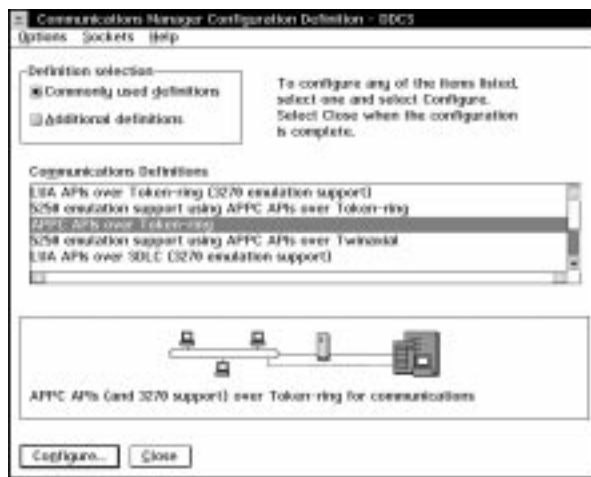 Communications Manager Configuration Definition - DDCS
Options Sockets Help
Definition selection
Commonly used definitions
Additional definitions
To configure any of the items listed,
select one and select Configure.
Select Close when the configuration
is complete.
Communications Definitions
LUA APIs over Token-ring (3270 emulation support)
5250 emulation support using APPC APIs over Token-ring
APPC APIs over Token-ring
5250 emulation support using APPC APIs over Twinaxial
LUA APIs over SDLC (3270 emulation support)
APPC APIs (and 3270 support) over Token-ring for communications
Configure... Close